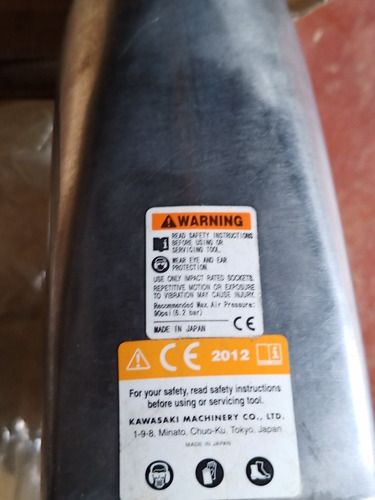 WARNING
READ SAFETY INSTRUCTIONS
BEFORE USING OR
SERVICING TOOL.
WEAR EYE AND EAR
PROTECTION.
USE ONLY IMPACT RATED SOCKETS.
REPETITIVE MOTION OR EXPOSURE
TO VIBRATION MAY CAUSE INJURY.
Recommended Max. Air Pressure:
90psi(6.2 bar)
MADE IN JAPAN CE
CE 2012
For your safety, read safety instructions
before using or servicing tool.
KAWASAKI MACHINERY CO., LTD.
1-9-8, Minato, Chuo-Ku, Tokyo, Japan
MADE IN JAPAN